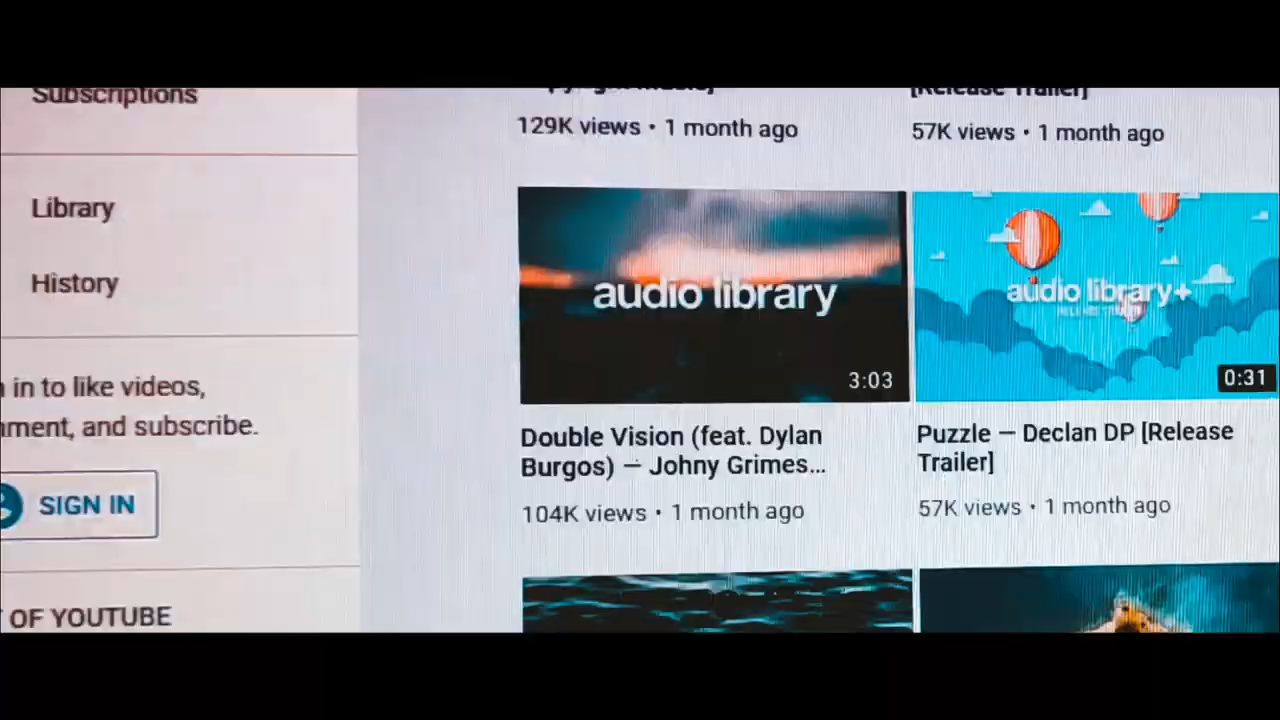 Subscriptions
Library
History
in to like videos,
and subscribe.
SIGN IN
OF YOUTUBE
129K views • 1 month ago
57K views • 1 month ago
[Release Trailer]
audio library
3:03
Double Vision (feat. Dylan
Burgos) — Johny Grimes...
104K views • 1 month ago
audio library+
0:31
Puzzle — Declan DP [Release
Trailer]
57K views • 1 month ago